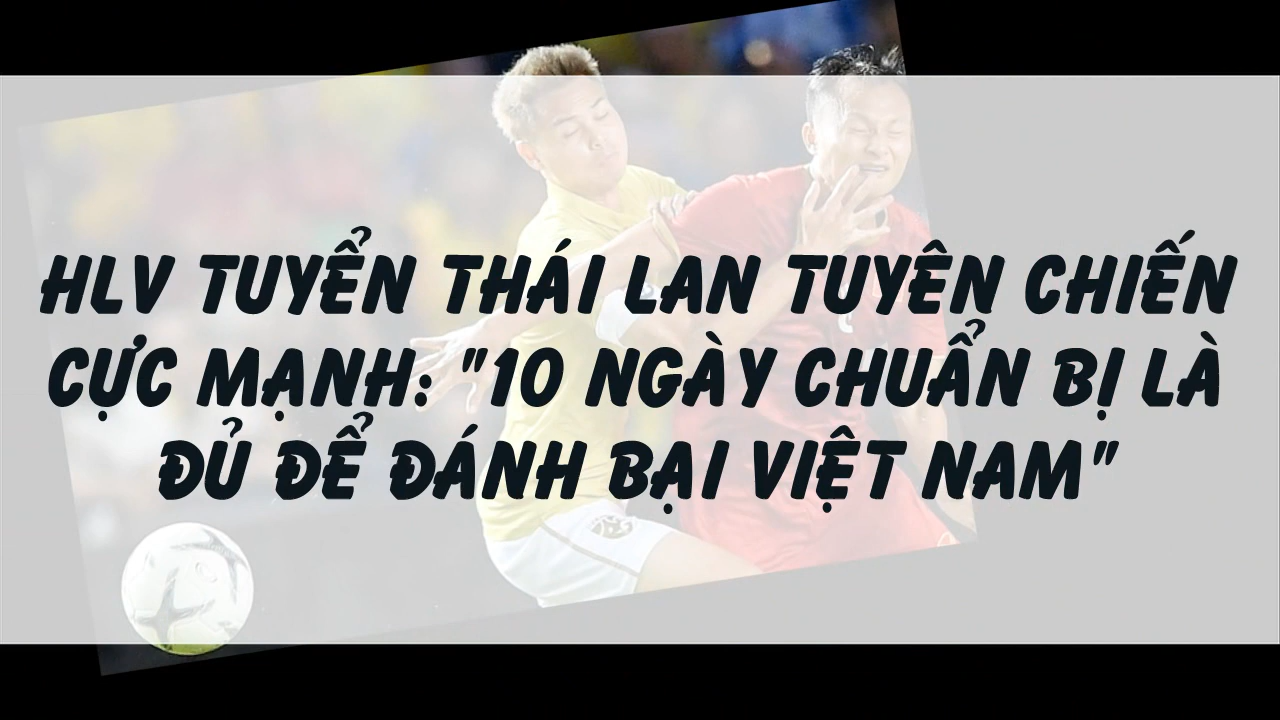 HLV TUYỂN THÁI LAN TUYÊN CHIẾN
CỰC MẠNH: "10 NGÀY CHUẨN BỊ LÀ
ĐỦ ĐỂ ĐÁNH BẠI VIỆT NAM"